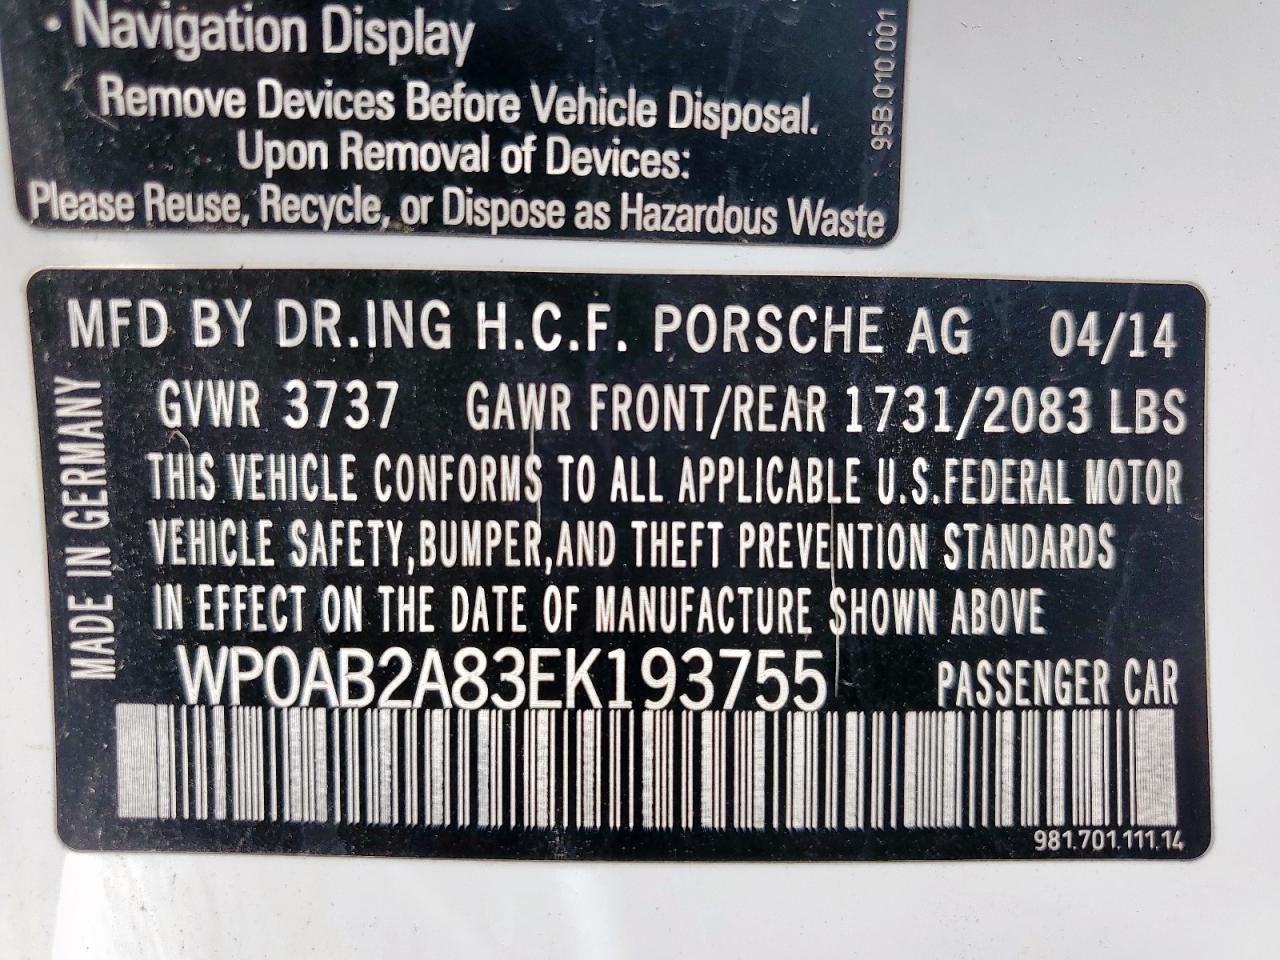 • Navigation Display
Remove Devices Before Vehicle Disposal.
Upon Removal of Devices:
Please Reuse, Recycle, or Dispose as Hazardous Waste
95B.010.001
MFD BY DR.ING H.C.F. PORSCHE AG 04/14
GVWR 3737 GAWR FRONT/REAR 1731/2083 LBS
THIS VEHICLE CONFORMS TO ALL APPLICABLE U.S.FEDERAL MOTOR
VEHICLE SAFETY,BUMPER,AND THEFT PREVENTION STANDARDS
IN EFFECT ON THE DATE OF MANUFACTURE SHOWN ABOVE
WP0AB2A83EK193755 PASSENGER CAR
MADE IN GERMANY
981.701.111.14